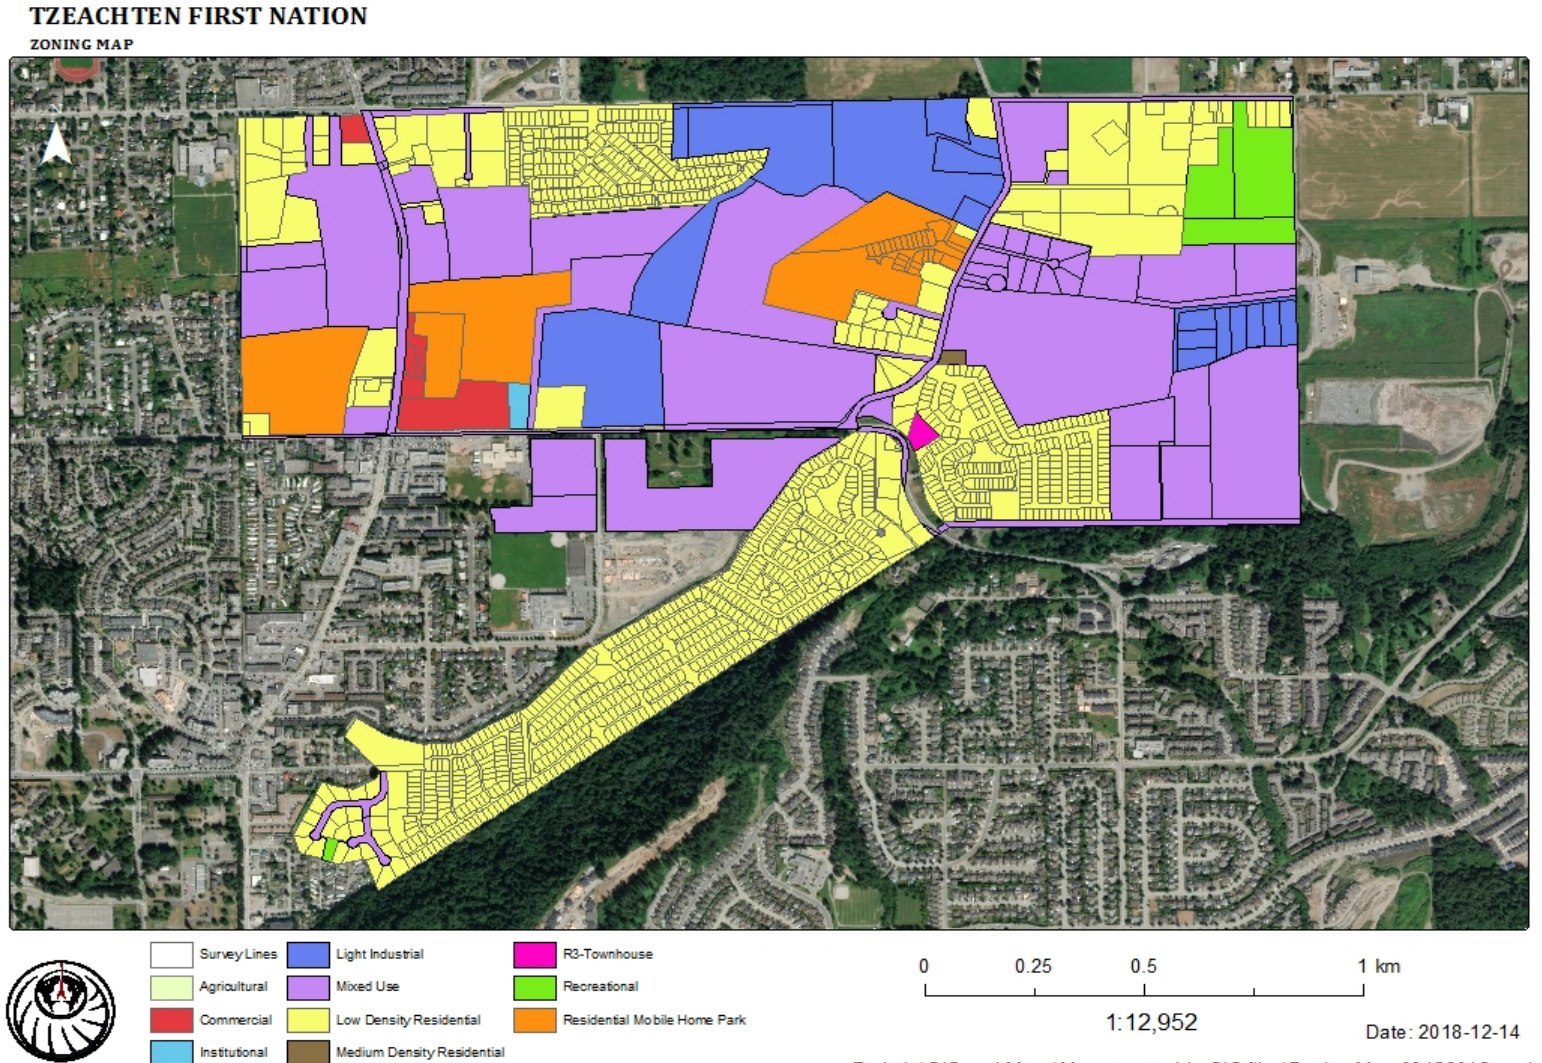 TZEACHTEN FIRST NATION
ZONING MAP
Survey Lines
Agricultural
Commercial
Institutional
Light Industrial
Mixed Use
Low Density Residential
Medium Density Residential
R3-Townhouse
Recreational
Residential Mobile Home Park
0 0.25 0.5 1 km
1:12,952
Date: 2018-12-14